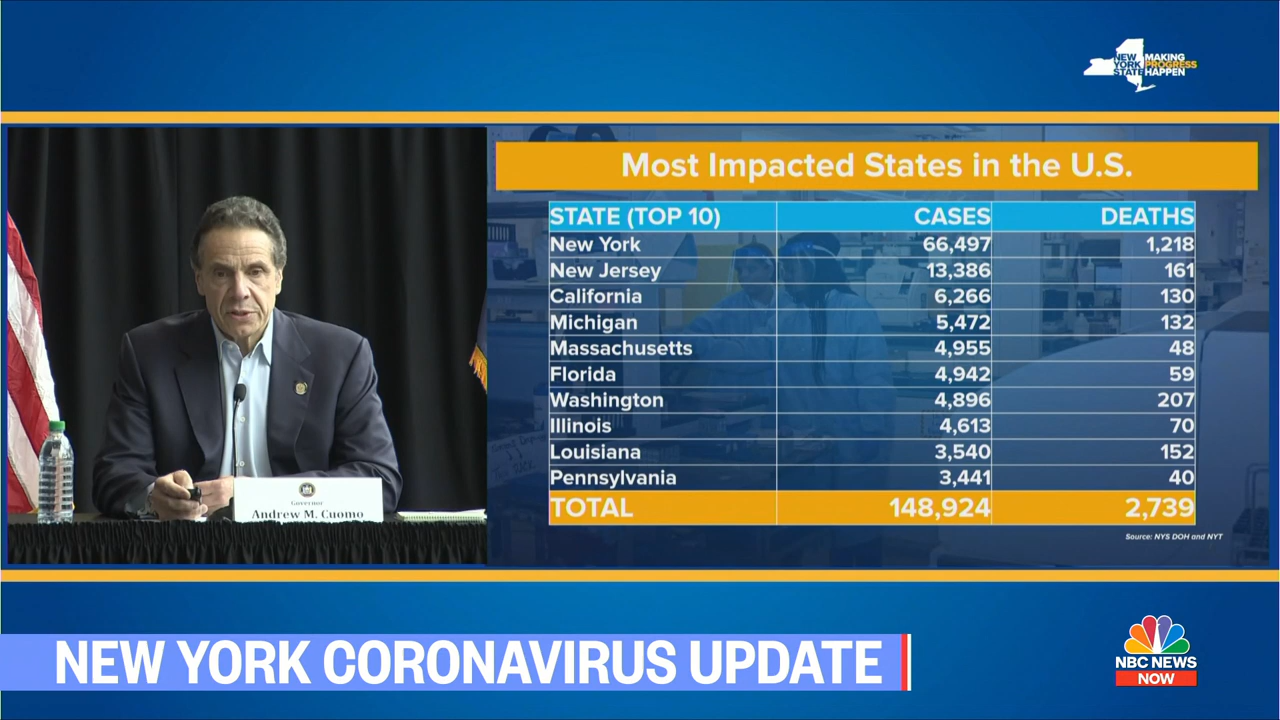 NEW YORK STATE
MAKING PROGRESS HAPPEN
Most Impacted States in the U.S.
STATE (TOP 10) CASES DEATHS
New York 66,497 1,218
New Jersey 13,386 161
California 6,266 130
Michigan 5,472 132
Massachusetts 4,955 48
Florida 4,942 59
Washington 4,896 207
Illinois 4,613 70
Louisiana 3,540 152
Pennsylvania 3,441 40
TOTAL 148,924 2,739
Source: NYS DOH and NYT
Governor
Andrew M. Cuomo
NEW YORK CORONAVIRUS UPDATE
NBC NEWS
NOW